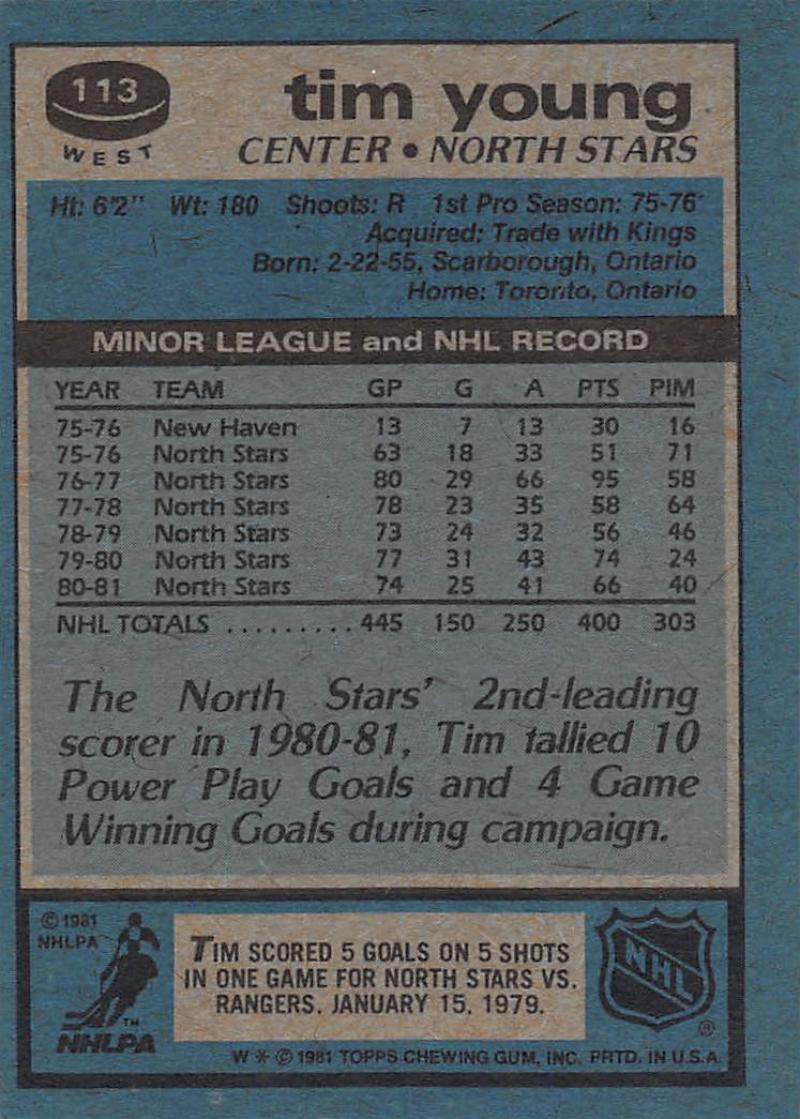 113
WEST
tim young
CENTER • NORTH STARS
Ht: 6'2" Wt: 180 Shoots: R 1st Pro Season: 75-76
Acquired: Trade with Kings
Born: 2-22-55, Scarborough, Ontario
Home: Toronto, Ontario
MINOR LEAGUE and NHL RECORD
YEAR TEAM GP G A PTS PIM
75-76 New Haven 13 7 13 30 16
75-76 North Stars 63 18 33 51 71
76-77 North Stars 80 29 66 95 58
77-78 North Stars 78 23 35 58 64
78-79 North Stars 73 24 32 56 46
79-80 North Stars 77 31 43 74 24
80-81 North Stars 74 25 41 66 40
NHL TOTALS .......... 445 150 250 400 303
The North Stars' 2nd-leading
scorer in 1980-81, Tim tallied 10
Power Play Goals and 4 Game
Winning Goals during campaign.
© 1981
NHLPA
TM
NHLPA
TIM SCORED 5 GOALS ON 5 SHOTS
IN ONE GAME FOR NORTH STARS VS.
RANGERS, JANUARY 15, 1979.
NHL
®
W * © 1981 TOPPS CHEWING GUM, INC. PRTD. IN U.S.A.